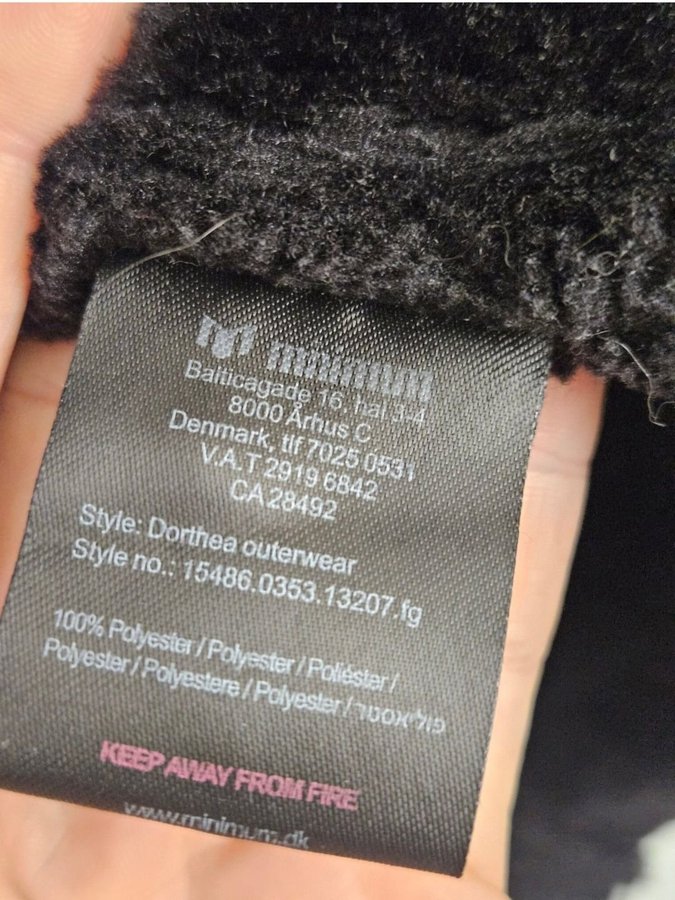 minimum
Balticagade 16, hal 3-4
8000 Århus C
Denmark, tlf 7025 0531
V.A.T 2919 6842
CA 28492
Style: Dorthea outerwear
Style no.: 15486.0353.13207.fg
100% Polyester / Polyester / Poliéster /
Polyester / Polyestere / Polyester / פוליאסטר
KEEP AWAY FROM FIRE
www.minimum.dk